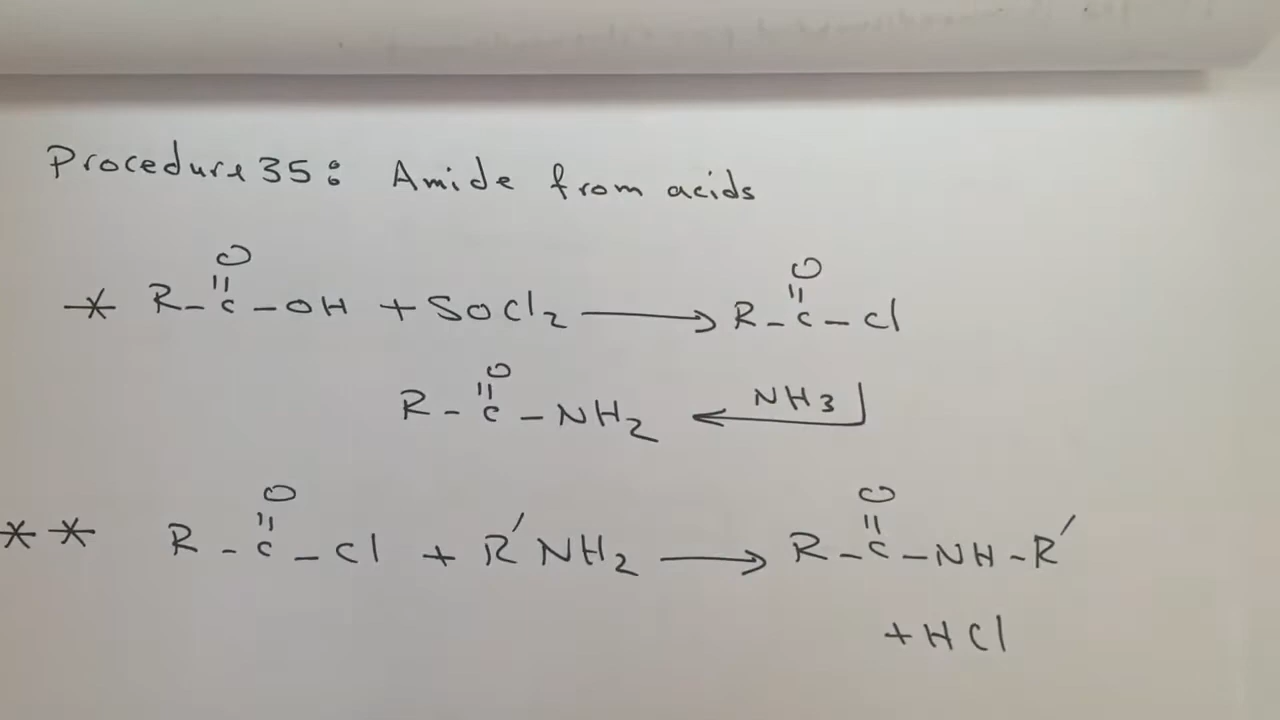 Procedure 35: Amide from acids
* R-C(=O)-OH + SOCl2 ⟶ R-C(=O)-Cl
R-C(=O)-NH2 ⟵ NH3
** R-C(=O)-Cl + R'NH2 ⟶ R-C(=O)-NH-R'
+ HCl